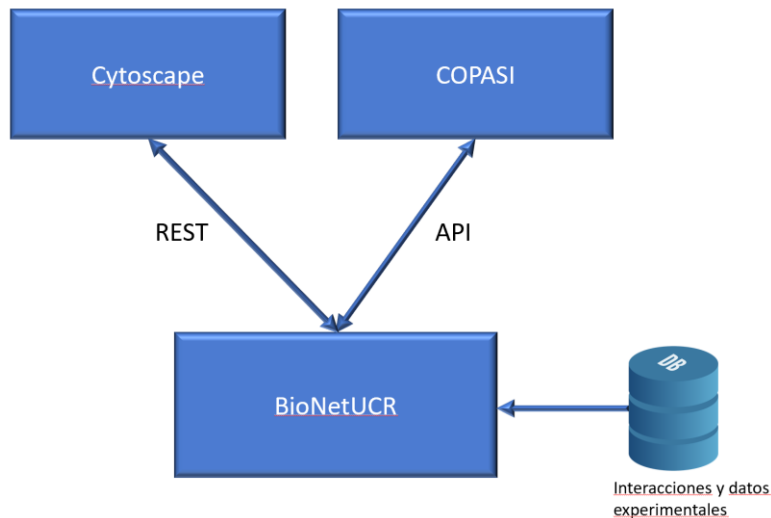 Cytoscape
COPASI
REST
API
BioNetUCR
DB
Interacciones y datos
experimentales